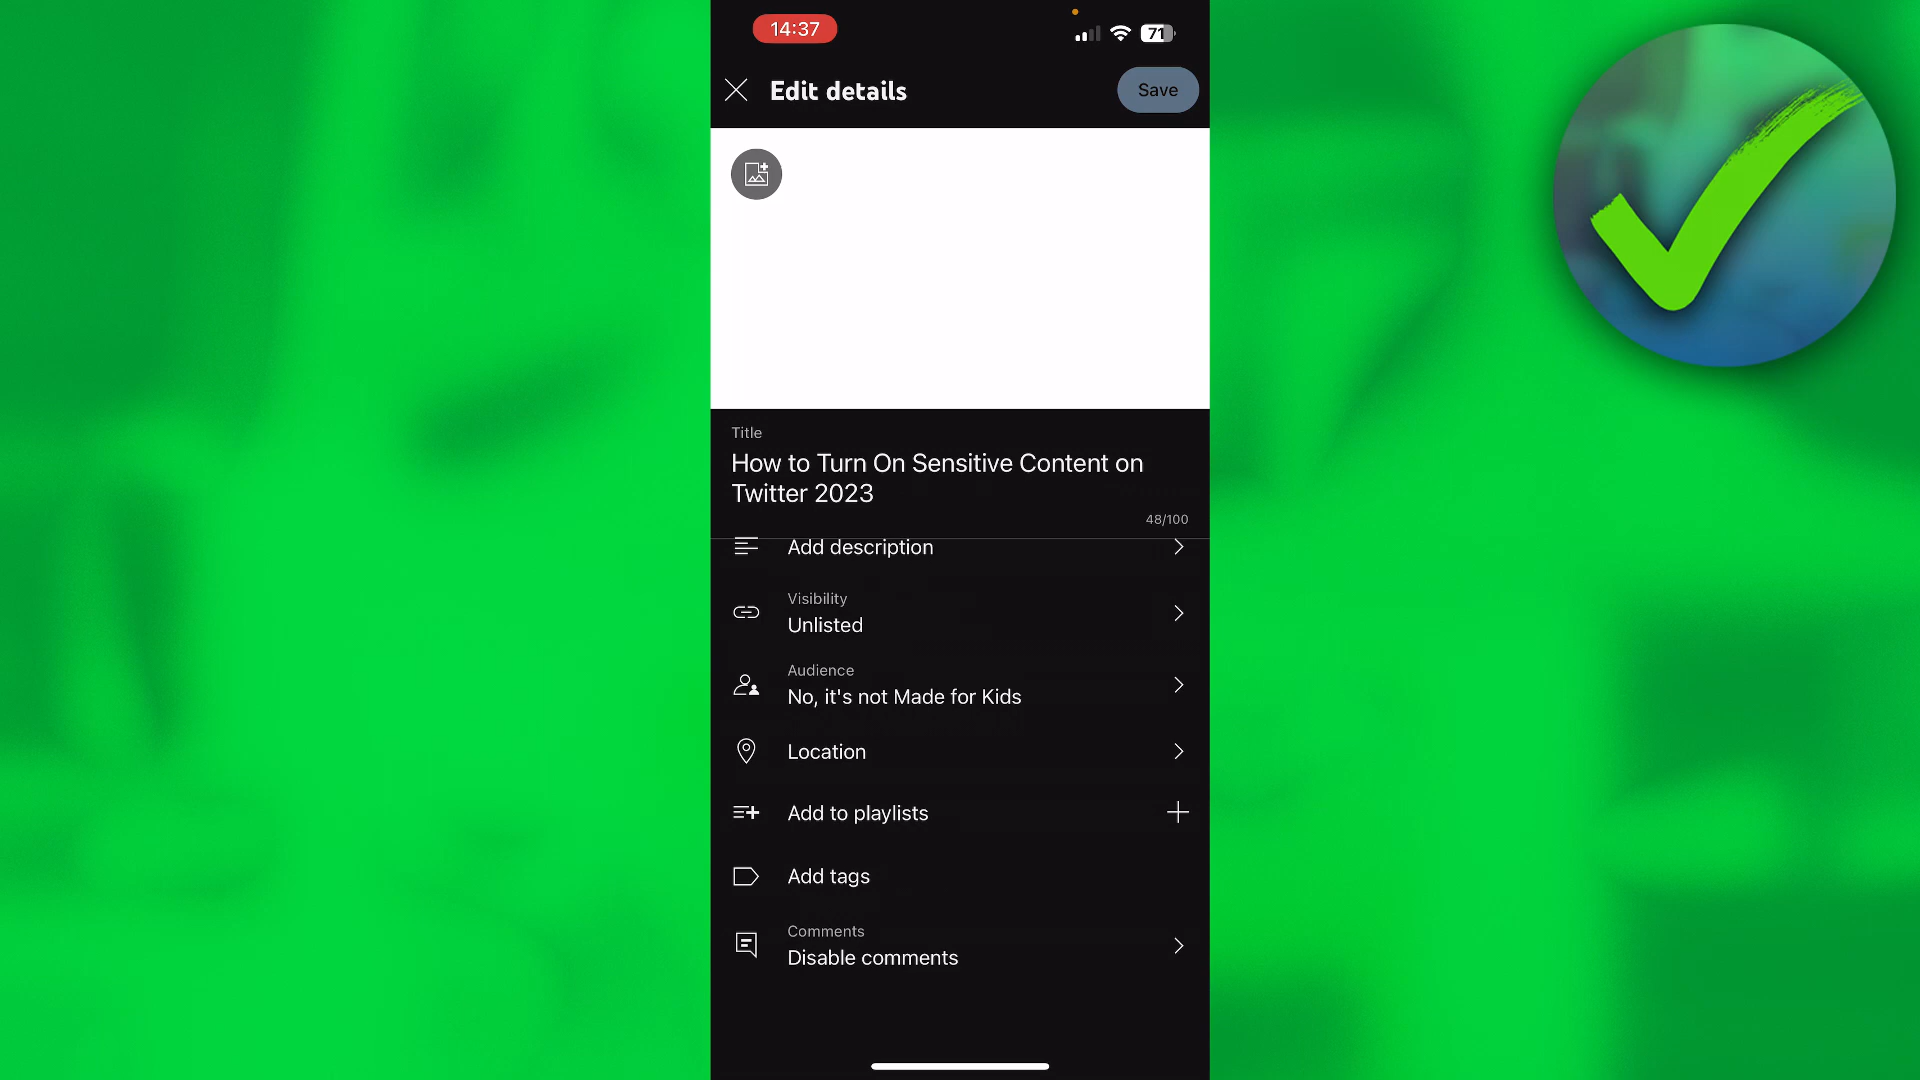 14:37
71
Edit details
Save
Title
How to Turn On Sensitive Content on
Twitter 2023
48/100
Add description
Visibility
Unlisted
Audience
No, it's not Made for Kids
Location
Add to playlists
Add tags
Comments
Disable comments